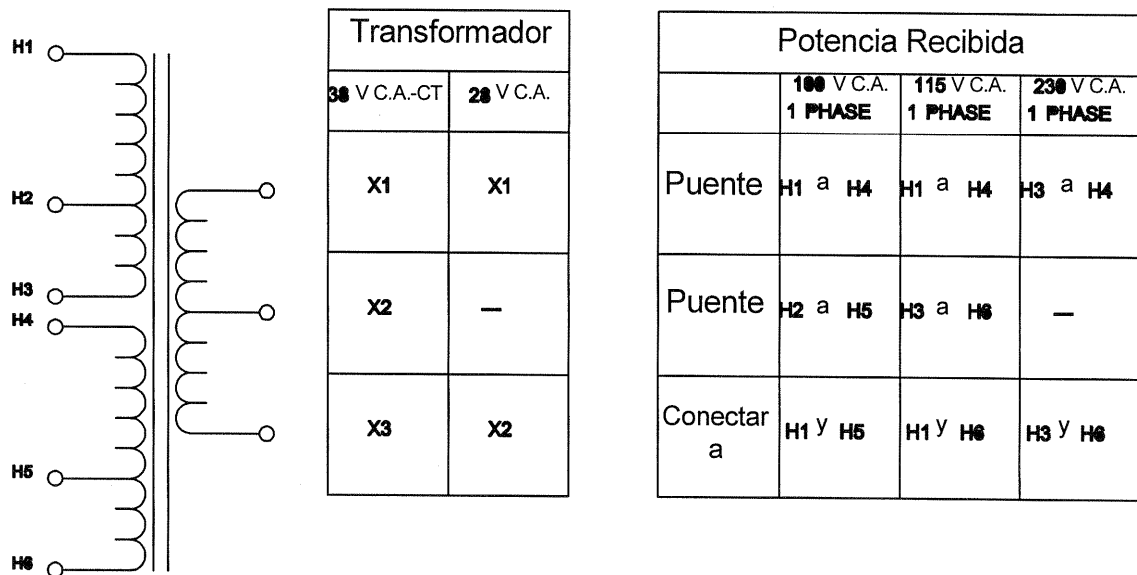 H1
H2
H3
H4
H5
H6
Transformador
V C.A.-CT
28 V C.A.
X1
X1
X2
—
X3
X2
Potencia Recibida
100 V C.A.
1 PHASE
115 V C.A.
1 PHASE
230 V C.A.
1 PHASE
Puente
H1 a H4
H1 a H4
H3 a H4
Puente
H2 a H5
H3 a H6
—
Conectar
a
H1 y H5
H1 y H6
H3 y H6